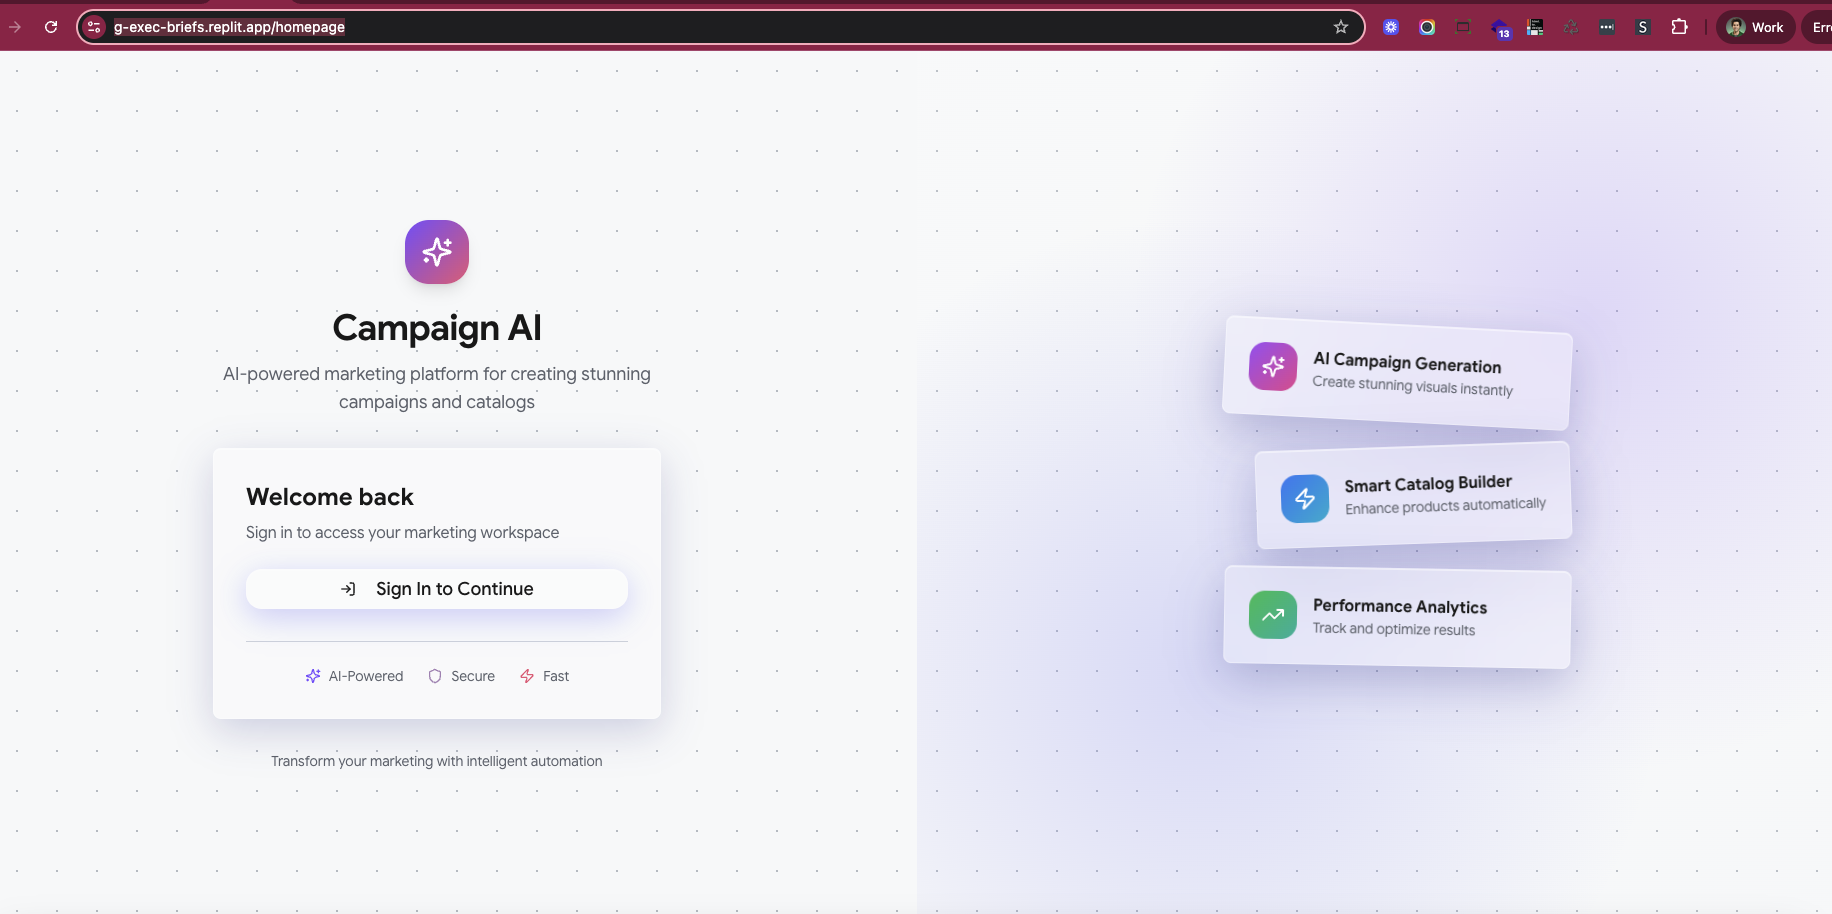 g-exec-briefs.replit.app/homepage
13
S
Work
Campaign AI
AI-powered marketing platform for creating stunning
campaigns and catalogs
Welcome back
Sign in to access your marketing workspace
Sign In to Continue
AI-Powered
Secure
Fast
Transform your marketing with intelligent automation
AI Campaign Generation
Create stunning visuals instantly
Smart Catalog Builder
Enhance products automatically
Performance Analytics
Track and optimize results